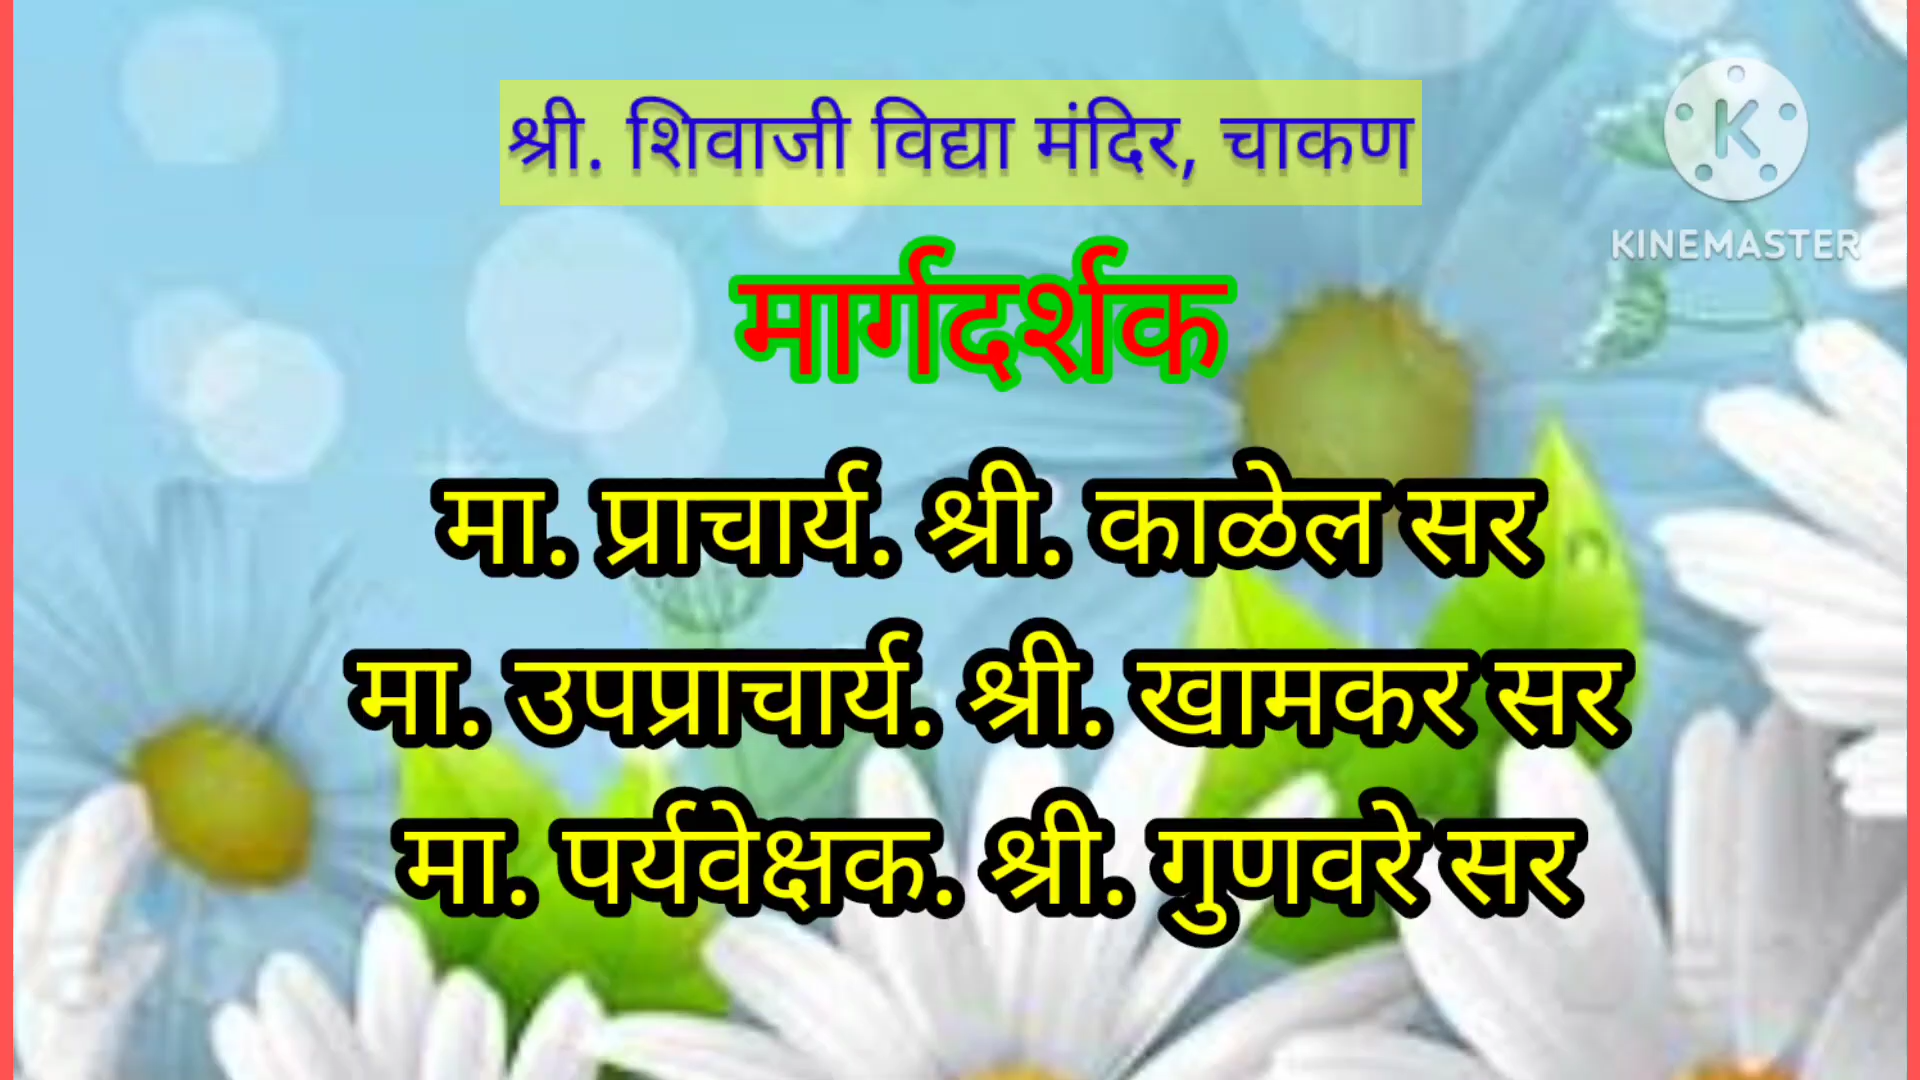 श्री. शिवाजी विद्या मंदिर, चाकण
K
KINEMASTER
मार्गदर्शक
मा. प्राचार्य. श्री. काळेल सर
मा. उपप्राचार्य. श्री. खामकर सर
मा. पर्यवेक्षक. श्री. गुणवरे सर